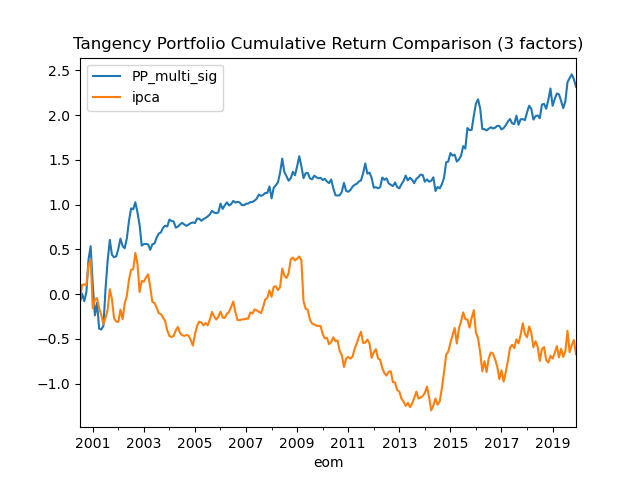 Tangency Portfolio Cumulative Return Comparison (3 factors)
PP_multi_sig
ipca
2.5
2.0
1.5
1.0
0.5
0.0
−0.5
−1.0
2001 2003 2005 2007 2009 2011 2013 2015 2017 2019
eom